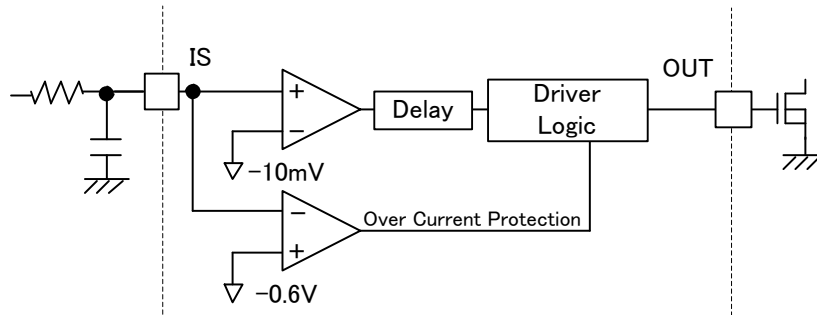 IS
OUT
+
−
−10mV
Delay
Driver
Logic
−
+
−0.6V
Over Current Protection